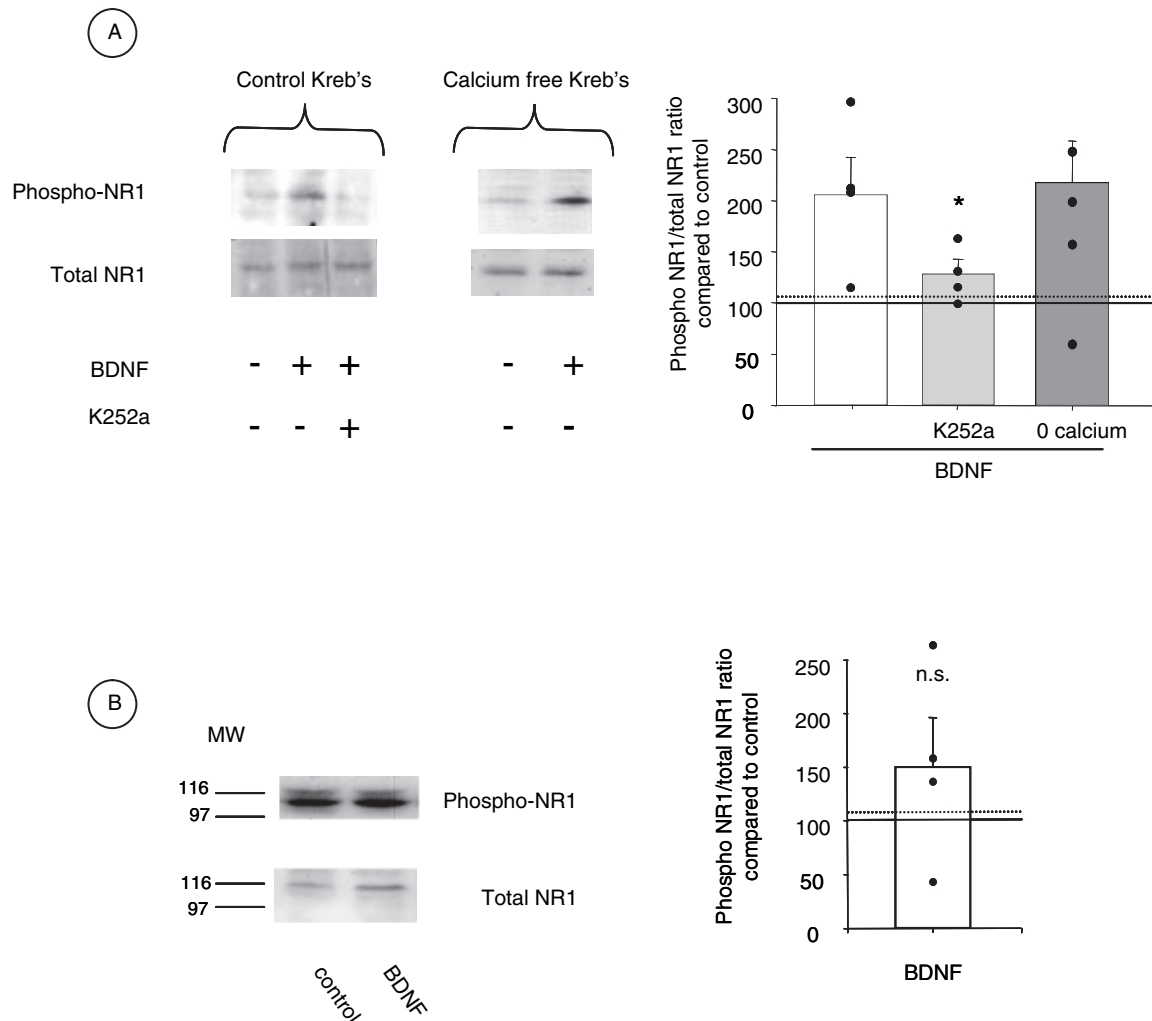 A
Control Kreb's
Calcium free Kreb's
Phospho-NR1
Total NR1
BDNF
- + +
- +
K252a
- - +
- -
Phospho NR1/total NR1 ratio
compared to control
300
250
200
150
100
50
0
*
K252a
0 calcium
BDNF
B
MW
116
97
Phospho-NR1
116
97
Total NR1
control
BDNF
Phospho NR1/total NR1 ratio
compared to control
250
200
150
100
50
0
n.s.
BDNF